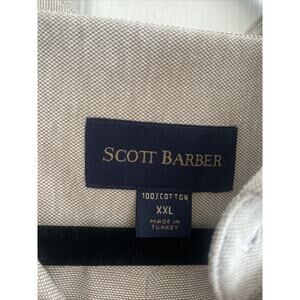 SCOTT BARBER
100% COTTON
XXL
MADE IN
TURKEY